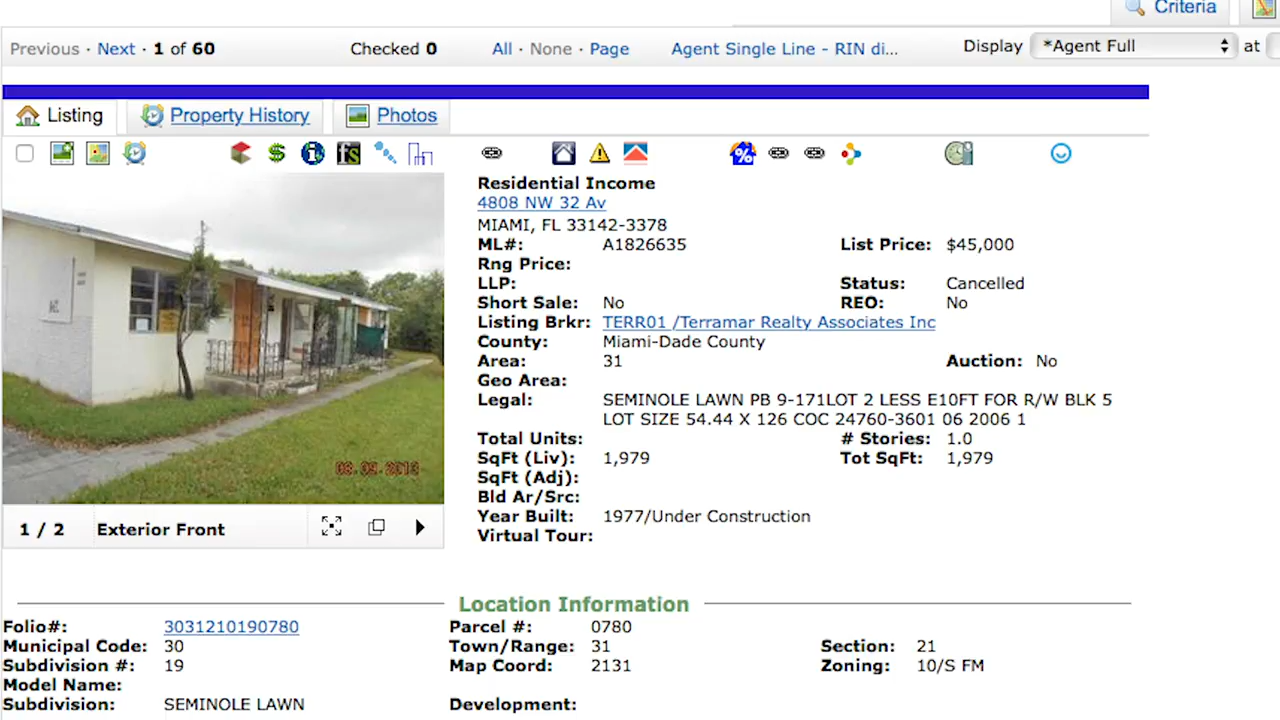 Criteria
Previous · Next · 1 of 60 Checked 0 All · None · Page Agent Single Line - RIN di... Display *Agent Full at
Listing Property History Photos
Residential Income
4808 NW 32 Av
MIAMI, FL 33142-3378
ML#: A1826635 List Price: $45,000
Rng Price:
LLP: Status: Cancelled
Short Sale: No REO: No
Listing Brkr: TERR01 /Terramar Realty Associates Inc
County: Miami-Dade County
Area: 31 Auction: No
Geo Area:
Legal: SEMINOLE LAWN PB 9-171LOT 2 LESS E10FT FOR R/W BLK 5
LOT SIZE 54.44 X 126 COC 24760-3601 06 2006 1
Total Units: # Stories: 1.0
SqFt (Liv): 1,979 Tot SqFt: 1,979
SqFt (Adj):
Bld Ar/Src:
Year Built: 1977/Under Construction
Virtual Tour:
08.09.2013
1 / 2 Exterior Front
Location Information
Folio#: 3031210190780 Parcel #: 0780
Municipal Code: 30 Town/Range: 31 Section: 21
Subdivision #: 19 Map Coord: 2131 Zoning: 10/S FM
Model Name:
Subdivision: SEMINOLE LAWN Development: